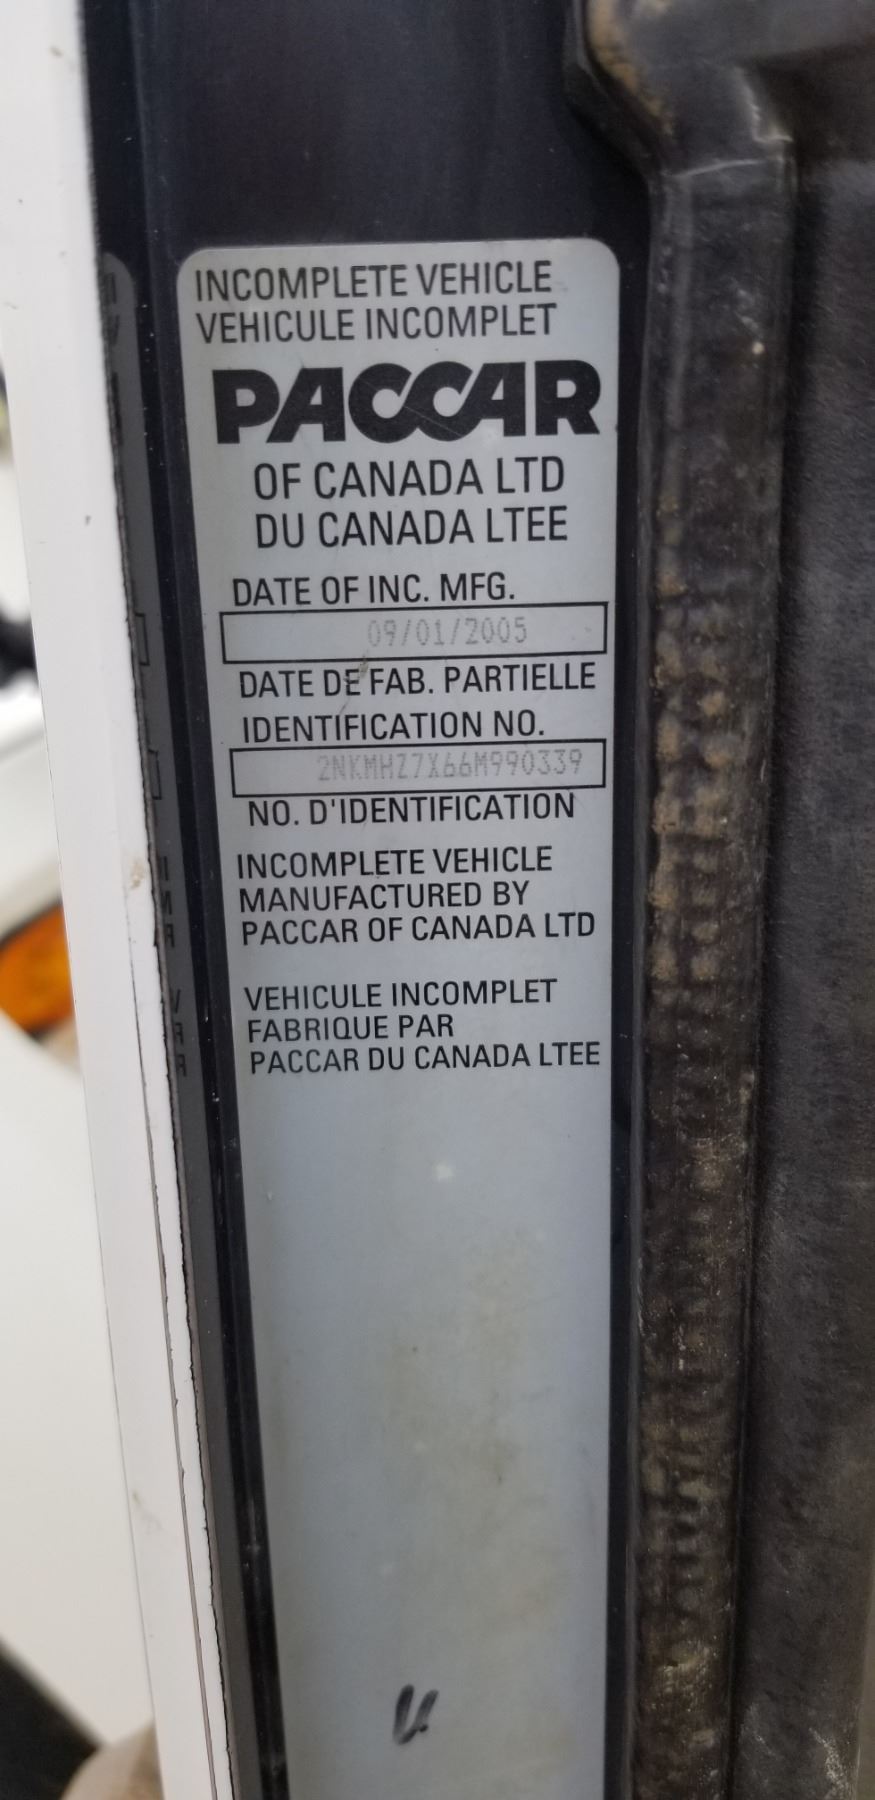 INCOMPLETE VEHICLE
VEHICULE INCOMPLET
PACCAR
OF CANADA LTD
DU CANADA LTEE
DATE OF INC. MFG.
09/01/2005
DATE DE FAB. PARTIELLE
IDENTIFICATION NO.
2NKMHZ7X66M990339
NO. D'IDENTIFICATION
INCOMPLETE VEHICLE
MANUFACTURED BY
PACCAR OF CANADA LTD
VEHICULE INCOMPLET
FABRIQUE PAR
PACCAR DU CANADA LTEE